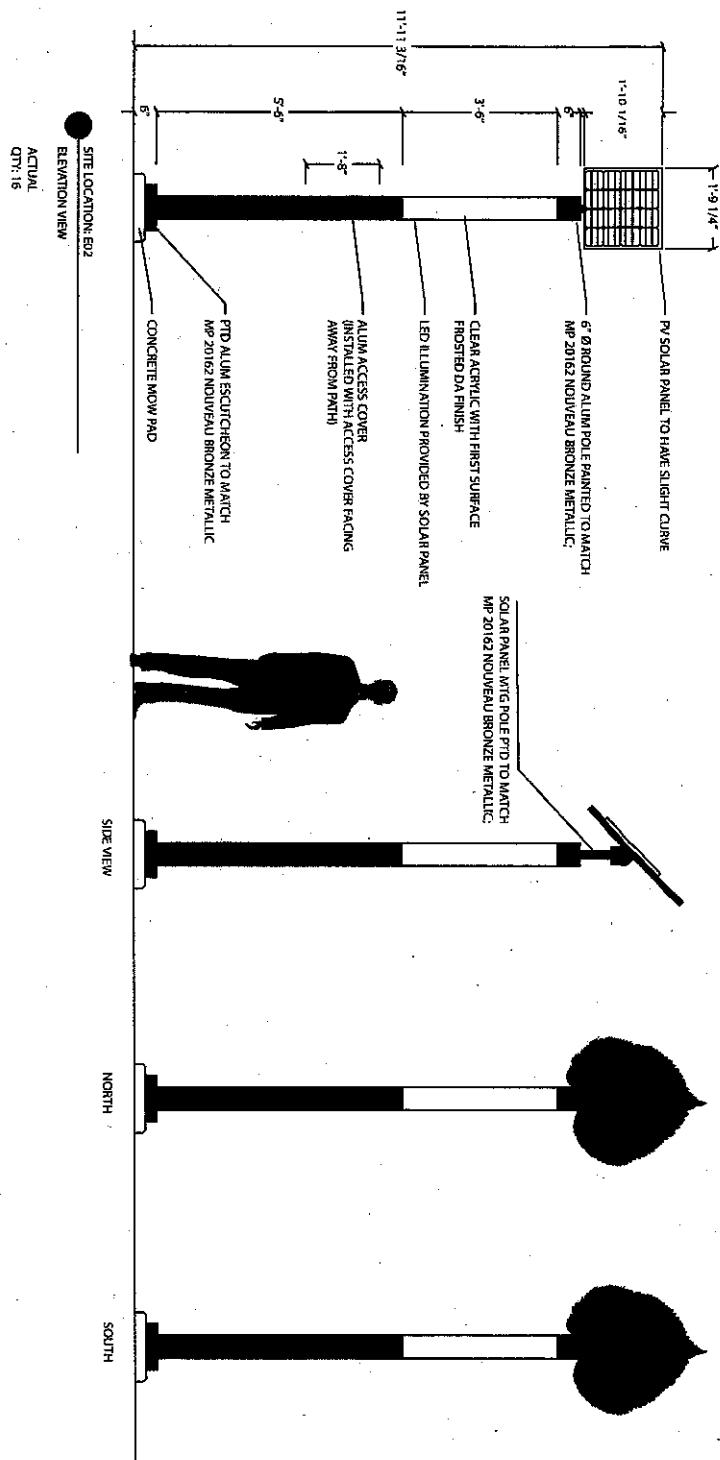 11'-11 3/16"
1'-10 1/16"
6"
3'-6"
5'-6"
6"
1'-8"
1'-9 1/4"
PV SOLAR PANEL TO HAVE SLIGHT CURVE
6" Ø ROUND ALUM POLE PAINTED TO MATCH
MP 20162 NOUVEAU BRONZE METALLIC;
CLEAR ACRYLIC WITH FIRST SURFACE
FROSTED DA FINISH
LED ILLUMINATION PROVIDED BY SOLAR PANEL
ALUM ACCESS COVER
(INSTALLED WITH ACCESS COVER FACING
AWAY FROM PATH)
PTD ALUM ESCUTCHEON TO MATCH
MP 20162 NOUVEAU BRONZE METALLIC
CONCRETE MOW PAD
SOLAR PANEL MTG POLE PTD TO MATCH
MP 20162 NOUVEAU BRONZE METALLIC;
SIDE VIEW
NORTH
SOUTH
SITE LOCATION: E02
ELEVATION VIEW
ACTUAL
QTY: 16